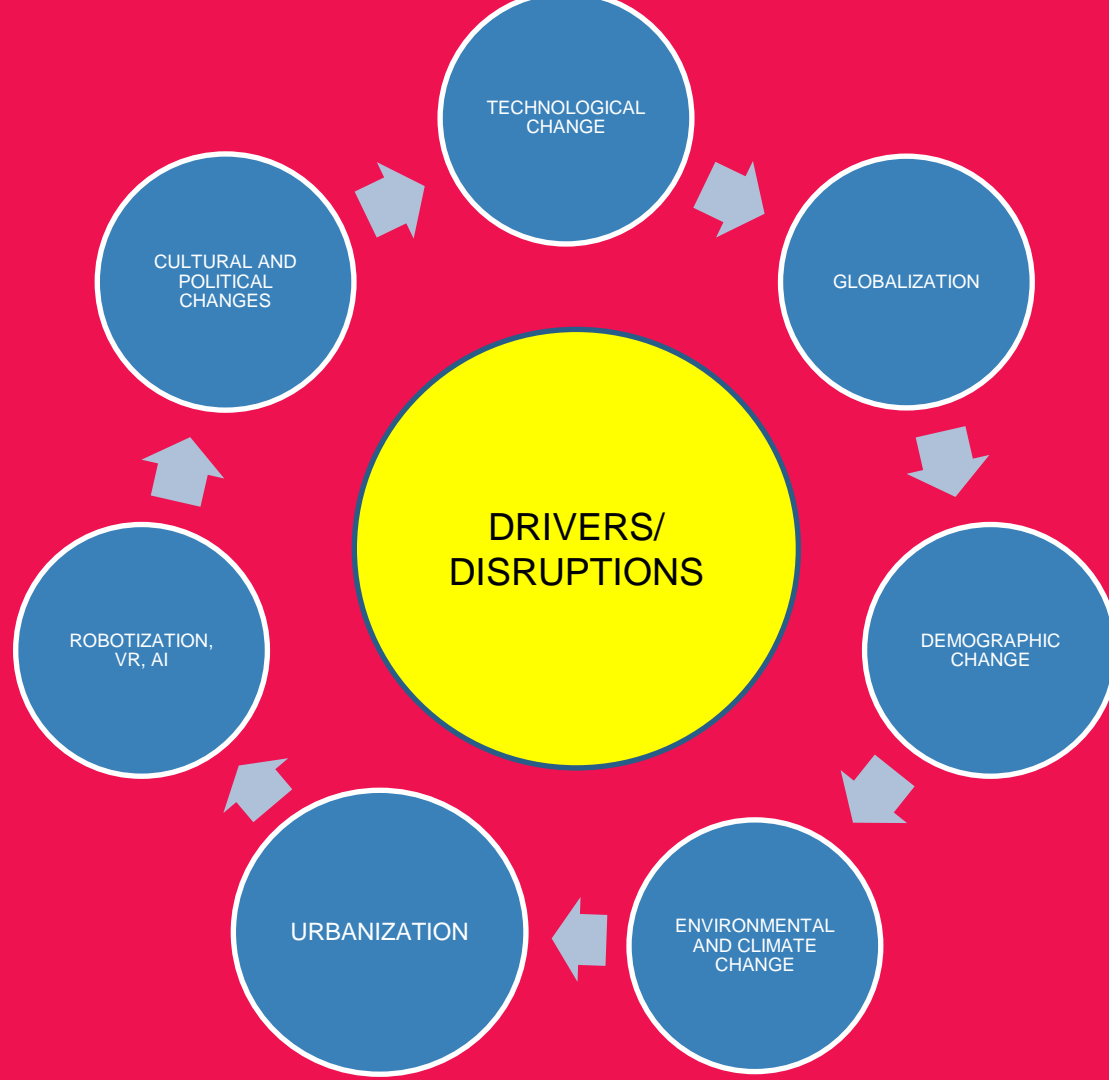 TECHNOLOGICAL
CHANGE
GLOBALIZATION
DEMOGRAPHIC
CHANGE
ENVIRONMENTAL
AND CLIMATE
CHANGE
URBANIZATION
ROBOTIZATION,
VR, AI
CULTURAL AND
POLITICAL
CHANGES
DRIVERS/
DISRUPTIONS